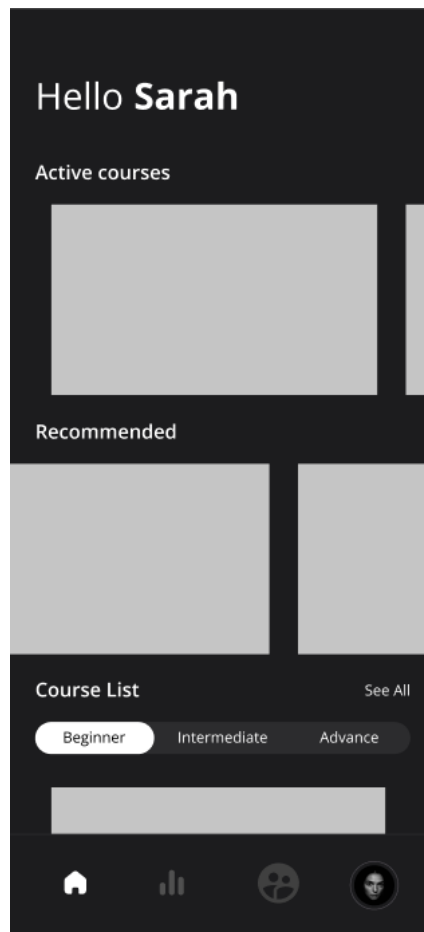 Hello Sarah
Active courses
Recommended
Course List See All
Beginner Intermediate Advance